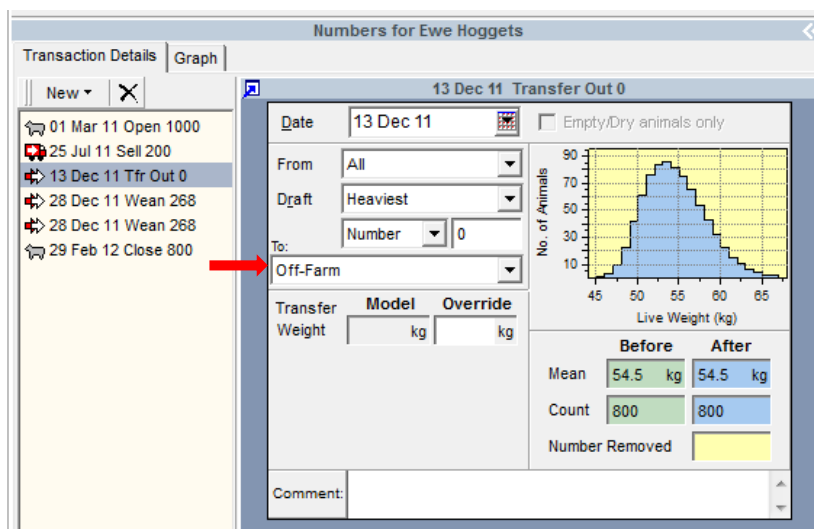 Numbers for Ewe Hoggets
Transaction Details Graph
New
01 Mar 11 Open 1000
25 Jul 11 Sell 200
13 Dec 11 Tfr Out 0
28 Dec 11 Wean 268
28 Dec 11 Wean 268
29 Feb 12 Close 800
13 Dec 11 Transfer Out 0
Date 13 Dec 11 Empty/Dry animals only
From All
Draft Heaviest
Number 0
To:
Off-Farm
Transfer Weight Model Override
kg kg
No. of Animals
90
70
50
30
10
45 50 55 60 65
Live Weight (kg)
Before After
Mean 54.5 kg 54.5 kg
Count 800 800
Number Removed
Comment: